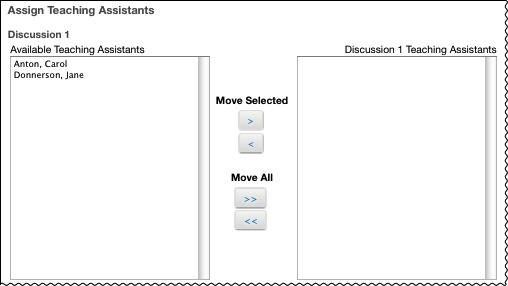 Assign Teaching Assistants
Discussion 1
Available Teaching Assistants
Anton, Carol
Donnerson, Jane
Move Selected
>
<
Move All
>>
<<
Discussion 1 Teaching Assistants